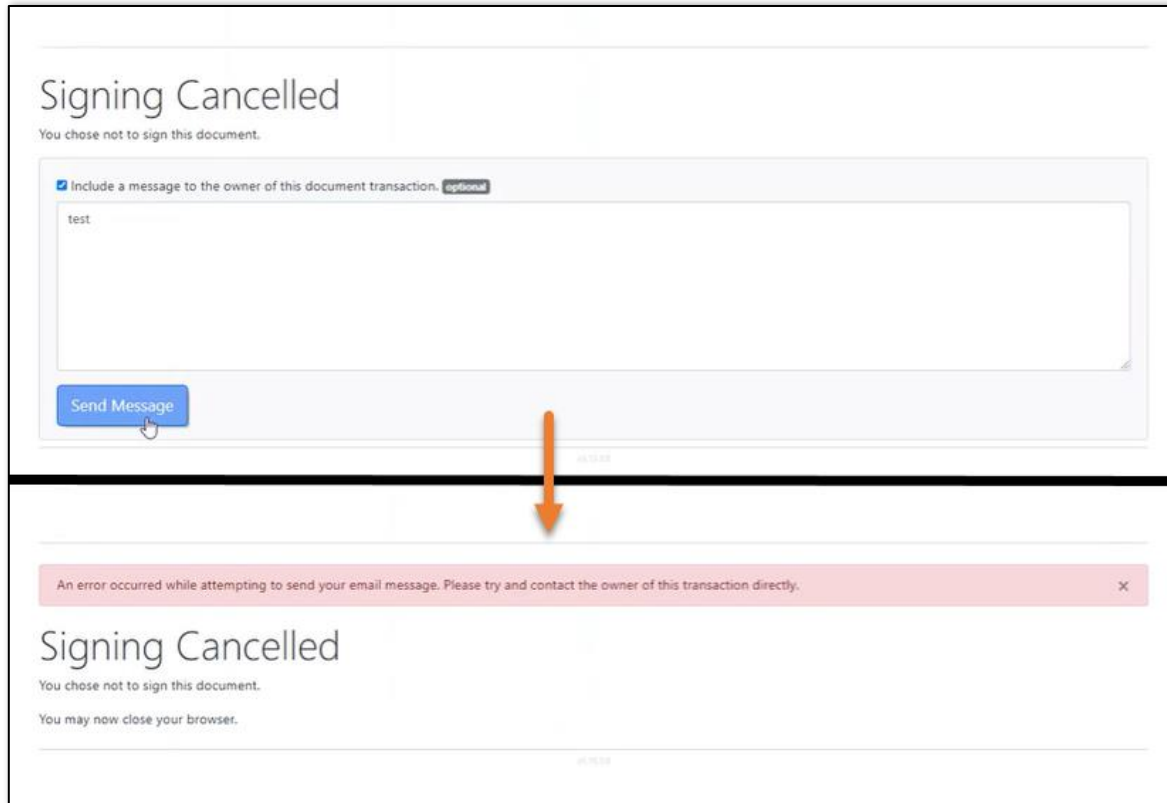 Signing Cancelled
You chose not to sign this document.
Include a message to the owner of this document transaction. optional
test
Send Message
An error occurred while attempting to send your email message. Please try and contact the owner of this transaction directly. ×
Signing Cancelled
You chose not to sign this document.
You may now close your browser.